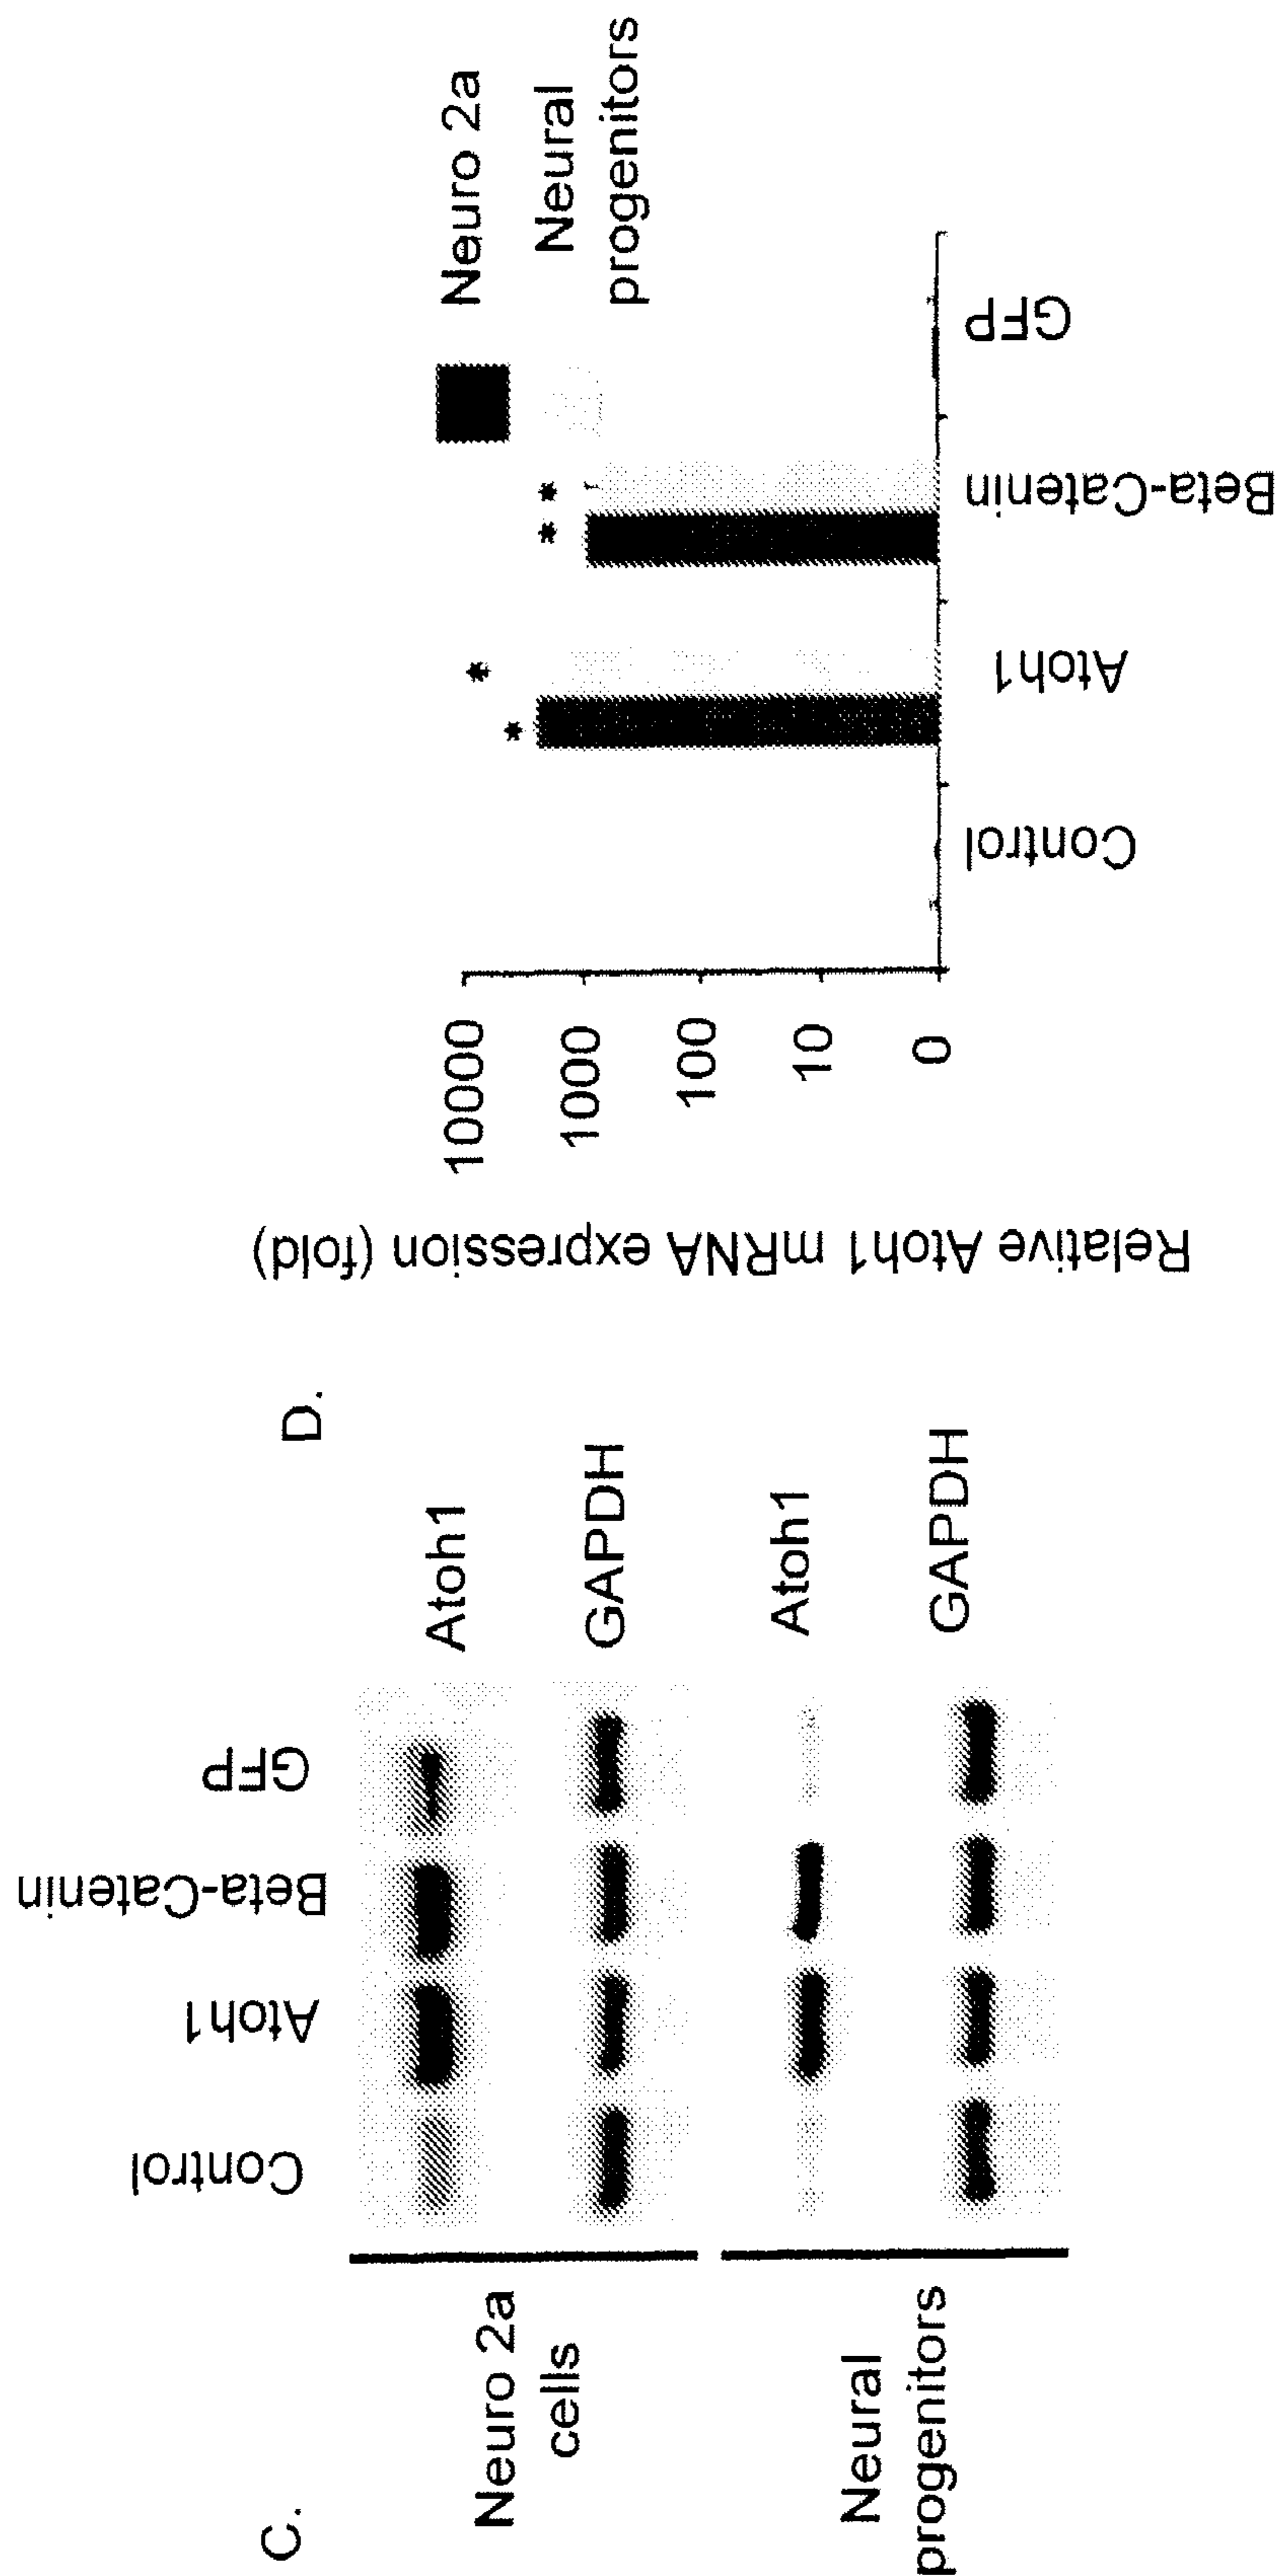 C.
Control
Atoh1
Beta-Catenin
GFP
Neuro 2a
cells
Atoh1
GAPDH
Neural
progenitors
Atoh1
GAPDH
D.
Relative Atoh1 mRNA expression (fold)
10000
1000
100
10
0
* * * *
Control
Atoh1
Beta-Catenin
GFP
Neuro 2a
Neural
progenitors